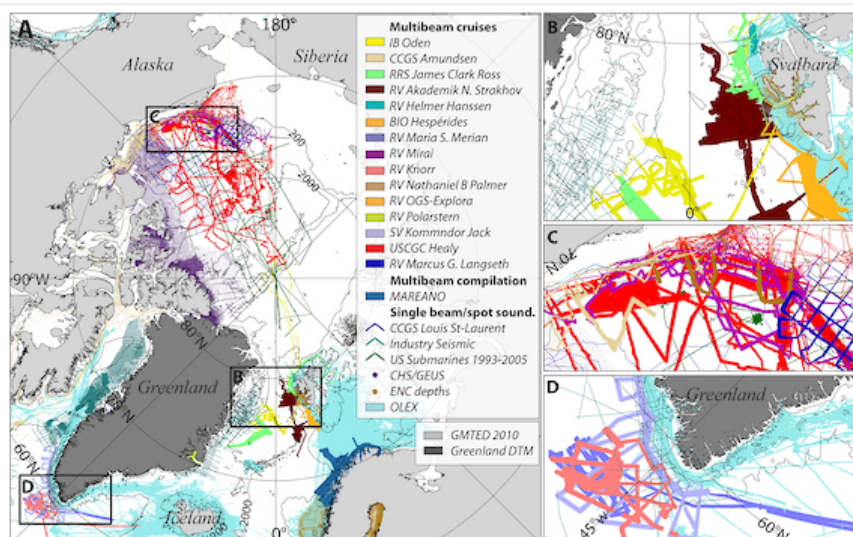 A
180°
Alaska
Siberia
C
200
2000
90°W
80°N
Greenland
B
60°N
D
Iceland
2000
0°
Multibeam cruises
IB Oden
CCGS Amundsen
RRS James Clark Ross
RV Akademik N. Strakhov
RV Helmer Hanssen
BIO Hespérides
RV Maria S. Merian
RV Mirai
RV Knorr
RV Nathaniel B Palmer
RV OGS-Explora
RV Polarstern
SV Kommndor Jack
USCGC Healy
RV Marcus G. Langseth
Multibeam compilation
MAREANO
Single beam/spot sound.
CCGS Louis St-Laurent
Industry Seismic
US Submarines 1993-2005
CHS/GEUS
ENC depths
OLEX
GMTED 2010
Greenland DTM
B
80°N
Svalbard
0
C
70°N
D
Greenland
45°W
60°N